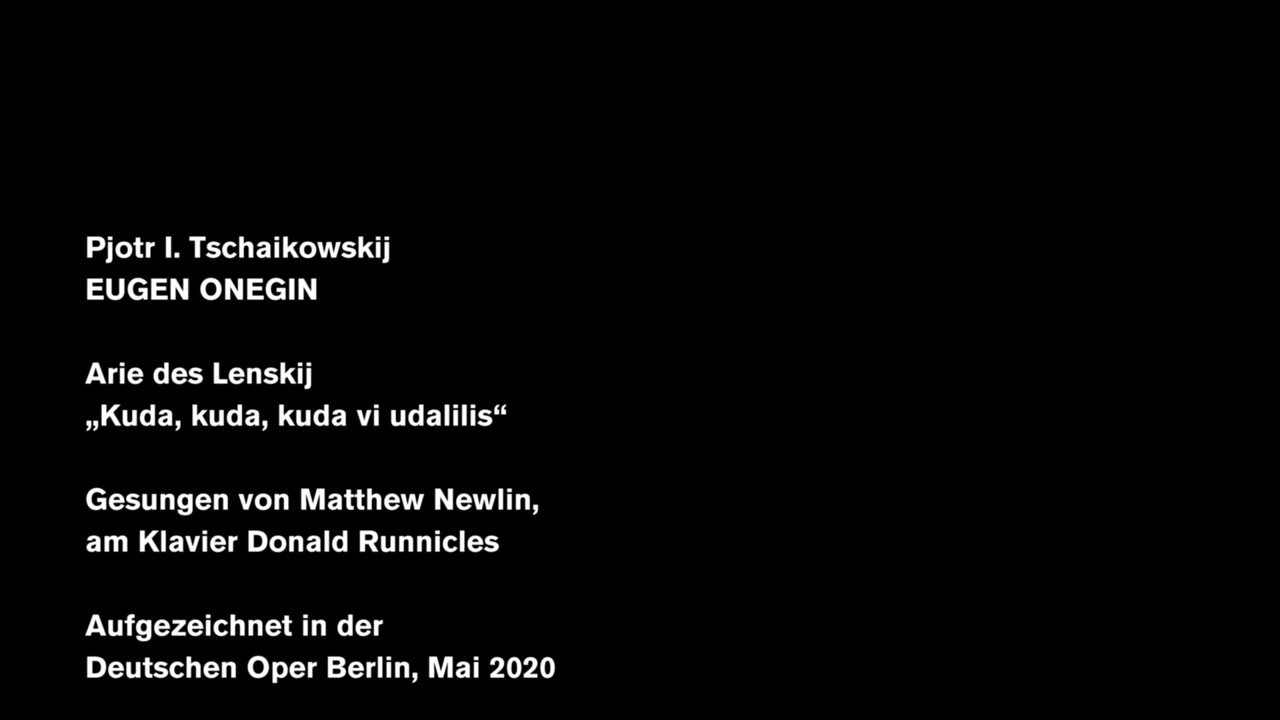 Pjotr I. Tschaikowskij
EUGEN ONEGIN
Arie des Lenskij
„Kuda, kuda, kuda vi udalilis“
Gesungen von Matthew Newlin,
am Klavier Donald Runnicles
Aufgezeichnet in der
Deutschen Oper Berlin, Mai 2020